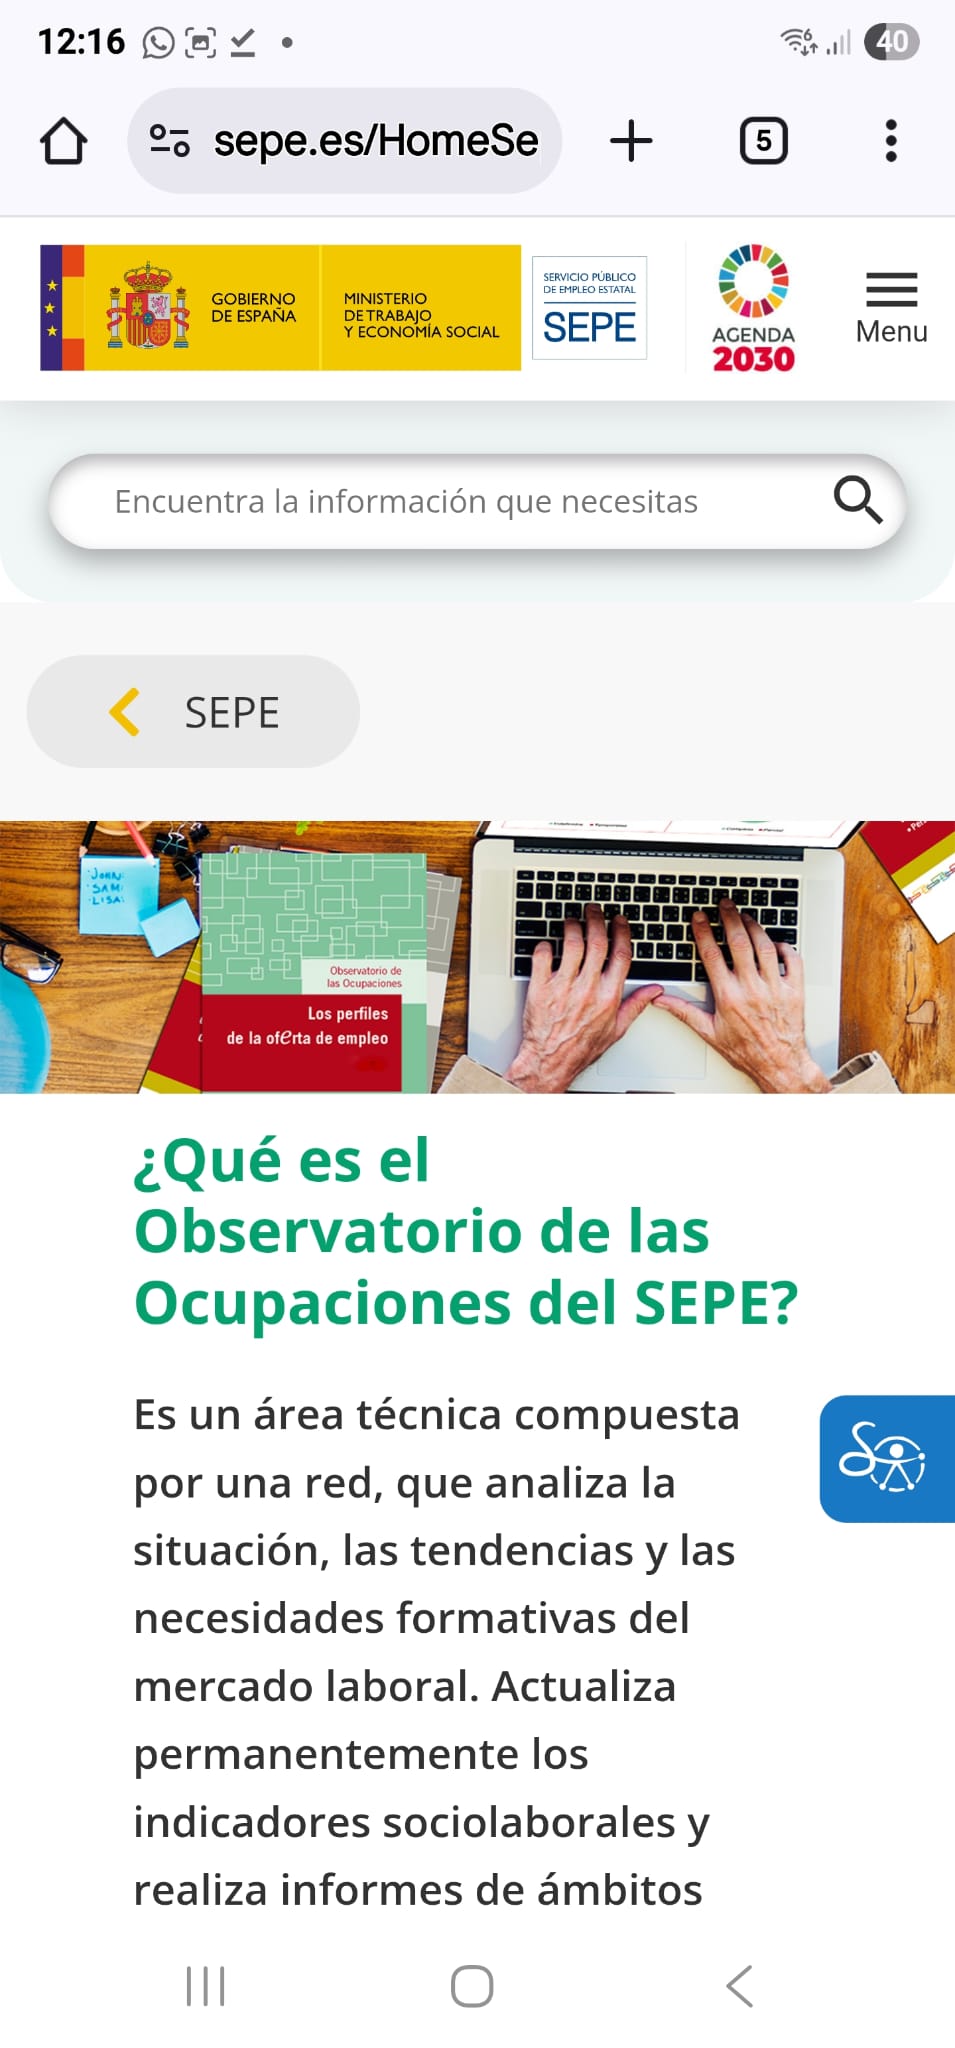 12:16
6
40
sepe.es/HomeSe
5
GOBIERNO
DE ESPAÑA
MINISTERIO
DE TRABAJO
Y ECONOMÍA SOCIAL
SERVICIO PÚBLICO
DE EMPLEO ESTATAL
SEPE
AGENDA
2030
Menu
Encuentra la información que necesitas
SEPE
JOHN:
SAM:
LISA:
Observatorio de
las Ocupaciones
Los perfiles
de la oferta de empleo
¿Qué es el
Observatorio de las
Ocupaciones del SEPE?
Es un área técnica compuesta
por una red, que analiza la
situación, las tendencias y las
necesidades formativas del
mercado laboral. Actualiza
permanentemente los
indicadores sociolaborales y
realiza informes de ámbitos